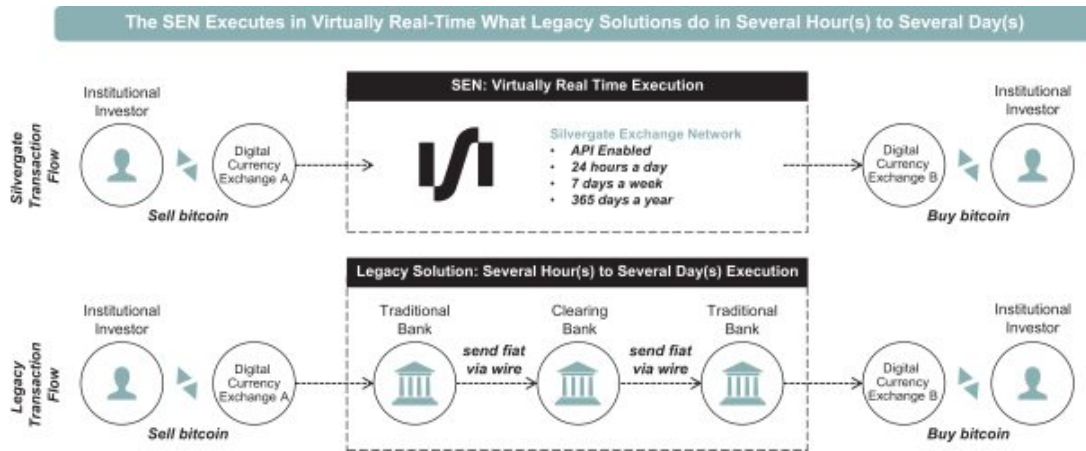 The SEN Executes in Virtually Real-Time What Legacy Solutions do in Several Hour(s) to Several Day(s)
Silvergate
Transaction
Flow
Institutional
Investor
Digital
Currency
Exchange A
Sell bitcoin
SEN: Virtually Real Time Execution
Silvergate Exchange Network
• API Enabled
• 24 hours a day
• 7 days a week
• 365 days a year
Digital
Currency
Exchange B
Institutional
Investor
Buy bitcoin
Legacy
Transaction
Flow
Institutional
Investor
Digital
Currency
Exchange A
Sell bitcoin
Legacy Solution: Several Hour(s) to Several Day(s) Execution
Traditional
Bank
send fiat
via wire
Clearing
Bank
send fiat
via wire
Traditional
Bank
Digital
Currency
Exchange B
Institutional
Investor
Buy bitcoin